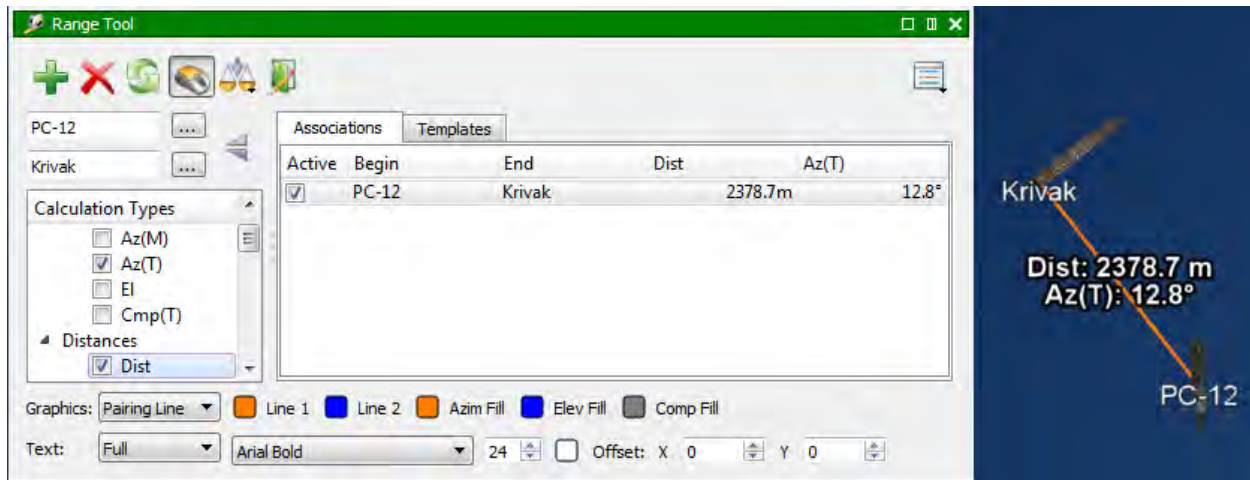 Range Tool
PC-12 ...
Krivak ...
Associations Templates
Active Begin End Dist Az(T)
PC-12 Krivak 2378.7m 12.8°
Calculation Types
Az(M)
Az(T)
El
Cmp(T)
Distances
Dist
Graphics: Pairing Line Line 1 Line 2 Azim Fill Elev Fill Comp Fill
Text: Full Arial Bold 24 Offset: X 0 Y 0
Krivak
Dist: 2378.7 m
Az(T): 12.8°
PC-12